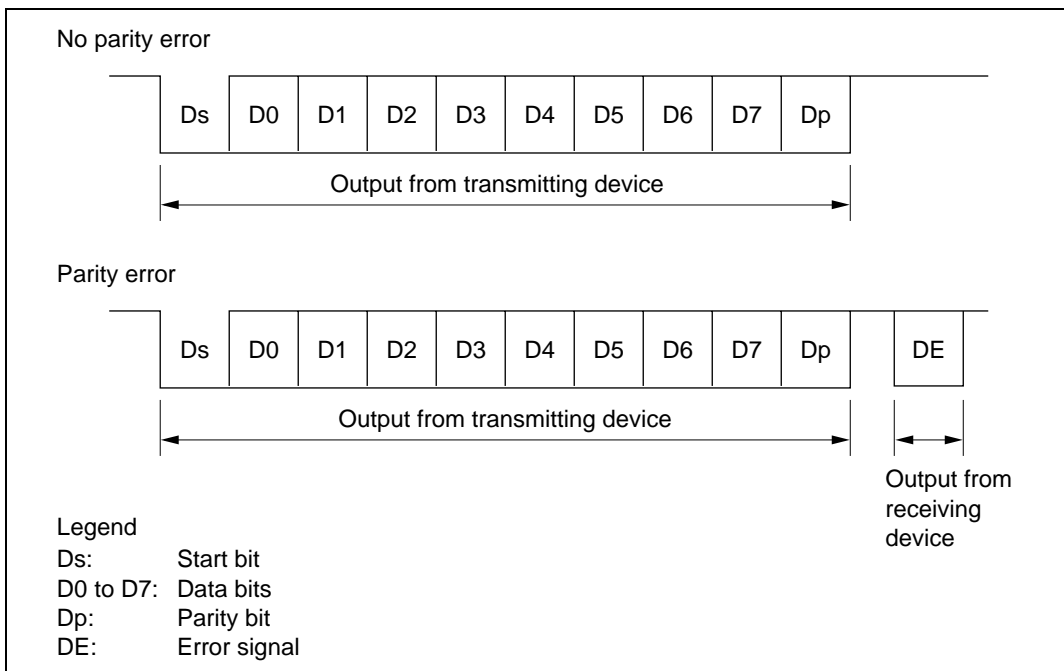 No parity error
Ds D0 D1 D2 D3 D4 D5 D6 D7 Dp
Output from transmitting device
Parity error
Ds D0 D1 D2 D3 D4 D5 D6 D7 Dp DE
Output from transmitting device
Output from
receiving
device
Legend
Ds: Start bit
D0 to D7: Data bits
Dp: Parity bit
DE: Error signal